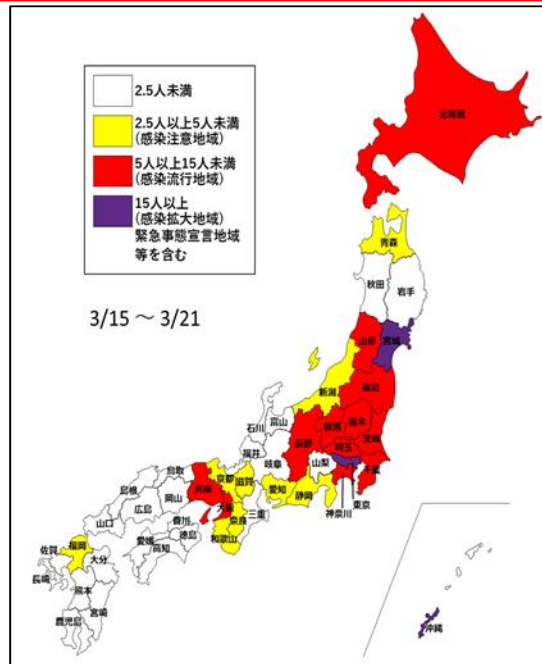 2.5人未満
2.5人以上5人未満
(感染注意地域)
5人以上15人未満
(感染流行地域)
15人以上
(感染拡大地域)
緊急事態宣言地域
等を含む
3/15 ～ 3/21
北海道
青森
秋田
岩手
山形
宮城
新潟
福島
石川
富山
群馬
栃木
茨城
福井
岐阜
長野
山梨
埼玉
千葉
東京
神奈川
静岡
愛知
三重
滋賀
京都
奈良
和歌山
大阪
兵庫
鳥取
島根
岡山
広島
山口
香川
徳島
愛媛
高知
福岡
佐賀
大分
長崎
熊本
宮崎
鹿児島
沖縄